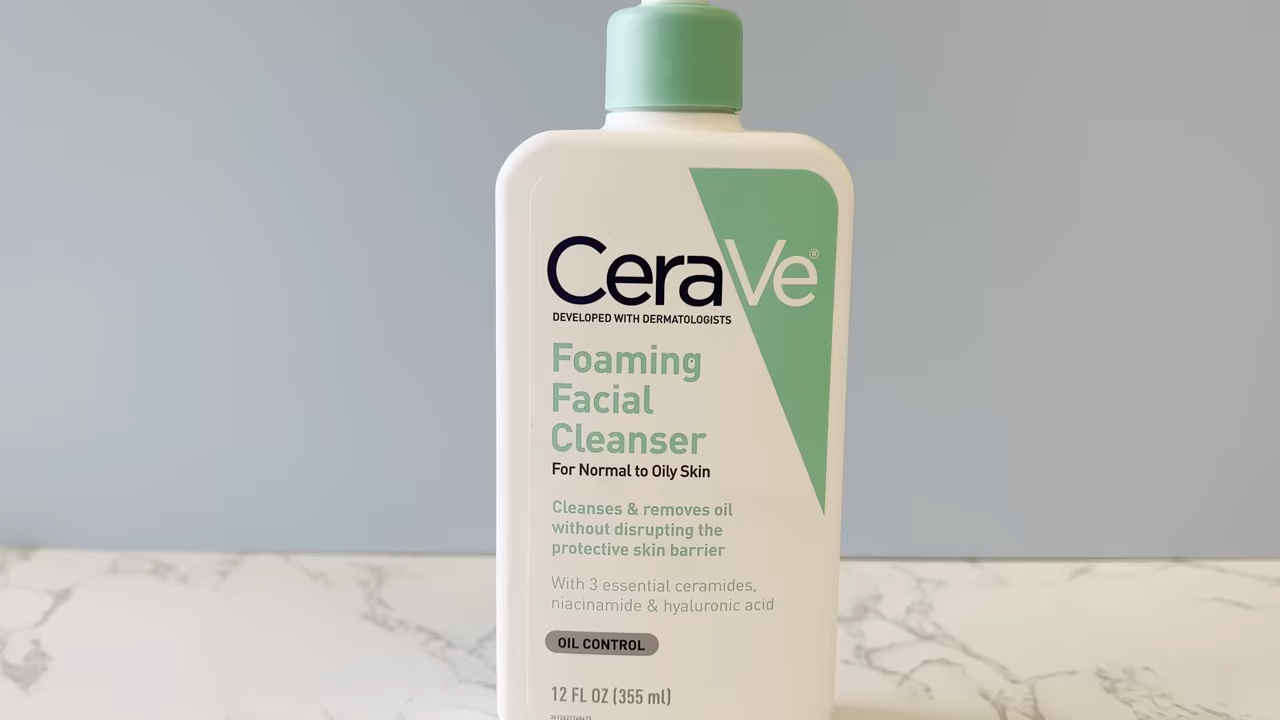 CeraVe®
DEVELOPED WITH DERMATOLOGISTS
Foaming
Facial
Cleanser
For Normal to Oily Skin
Cleanses & removes oil
without disrupting the
protective skin barrier
With 3 essential ceramides,
niacinamide & hyaluronic acid
OIL CONTROL
12 FL OZ (355 ml)